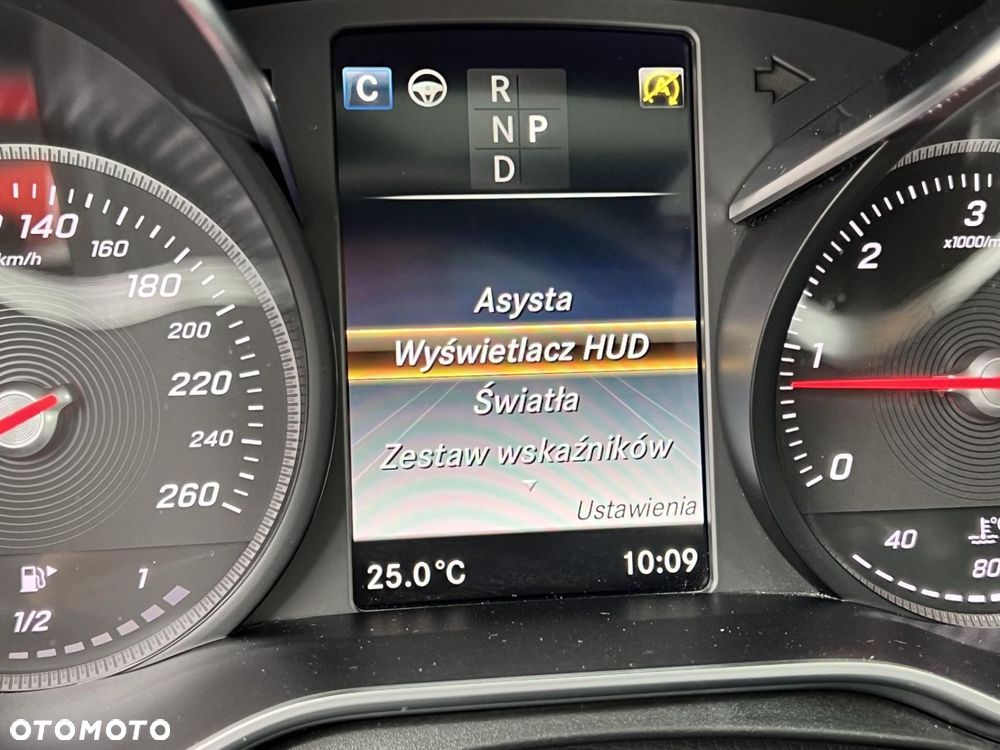 C
R
N P
D
A
140
km/h
160
180
200
220
240
260
1/2
1
Asysta
Wyświetlacz HUD
Światła
Zestaw wskaźników
Ustawienia
25.0°C
10:09
3
x1000/m
2
1
0
40
80
OTOMOTO